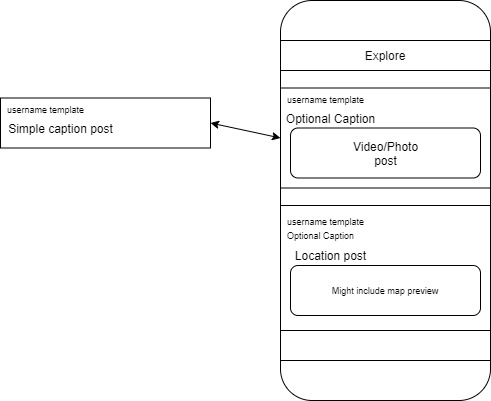 Explore
username template
Simple caption post
username template
Optional Caption
Video/Photo
post
username template
Optional Caption
Location post
Might include map preview